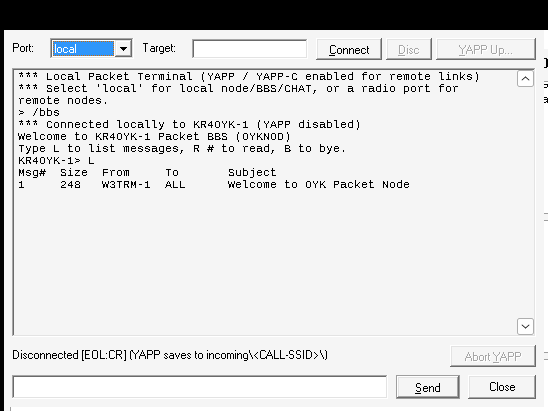 Port: local Target: Connect Disc YAPP Up...
*** Local Packet Terminal (YAPP / YAPP-C enabled for remote links)
*** Select 'local' for local node/BBS/CHAT, or a radio port for
remote nodes.
> /bbs
*** Connected locally to KR4OYK-1 (YAPP disabled)
Welcome to KR4OYK-1 Packet BBS (OYKNOD)
Type L to list messages, R # to read, B to bye.
KR4OYK-1> L
Msg# Size From To Subject
1 248 W3TRM-1 ALL Welcome to OYK Packet Node
Disconnected [EOL:CR] (YAPP saves to incoming\<CALL-SSID>\)
Abort YAPP
Send Close